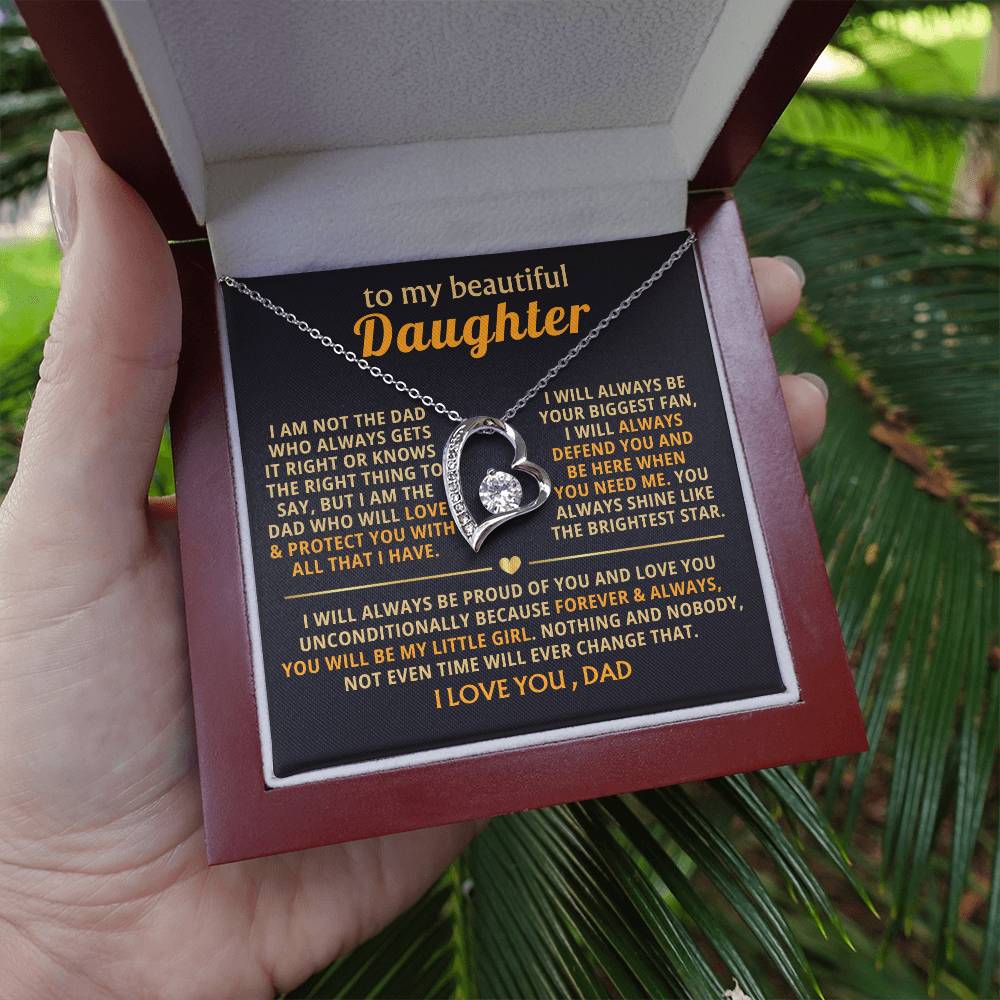 to my beautiful
Daughter
I AM NOT THE DAD
WHO ALWAYS GETS
IT RIGHT OR KNOWS
THE RIGHT THING TO
SAY, BUT I AM THE
DAD WHO WILL LOVE
& PROTECT YOU WITH
ALL THAT I HAVE.
I WILL ALWAYS BE
YOUR BIGGEST FAN,
I WILL ALWAYS
DEFEND YOU AND
BE HERE WHEN
YOU NEED ME. YOU
ALWAYS SHINE LIKE
THE BRIGHTEST STAR.
I WILL ALWAYS BE PROUD OF YOU AND LOVE YOU
UNCONDITIONALLY BECAUSE FOREVER & ALWAYS,
YOU WILL BE MY LITTLE GIRL. NOTHING AND NOBODY,
NOT EVEN TIME WILL EVER CHANGE THAT.
I LOVE YOU , DAD